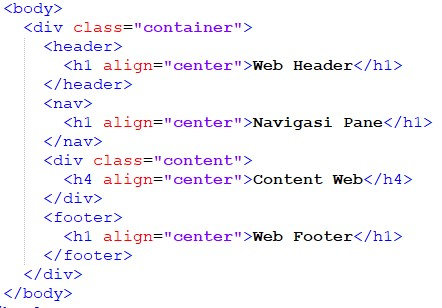 <body>
<div class="container">
<header>
<h1 align="center">Web Header</h1>
</header>
<nav>
<h1 align="center">Navigasi Pane</h1>
</nav>
<div class="content">
<h4 align="center">Content Web</h4>
</div>
<footer>
<h1 align="center">Web Footer</h1>
</footer>
</div>
</body>